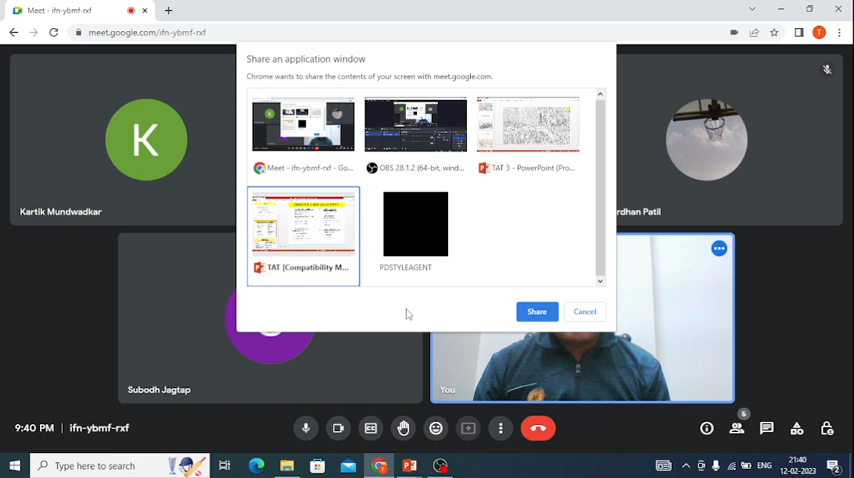 Meet - ifn-ybmf-rxf
meet.google.com/ifn-ybmf-rxf
T
Share an application window
Chrome wants to share the contents of your screen with meet.google.com.
Meet - ifn-ybmf-rxf - Go...
OBS 28.1.2 (64-bit, wind...
TAT 3 - PowerPoint (Pro...
TAT [Compatibility M...
PDSTYLEAGENT
Share
Cancel
K
Kartik Mundwadkar
rdhan Patil
Subodh Jagtap
You
9:40 PM | ifn-ybmf-rxf
6
Type here to search
ENG
21:40
12-02-2023
2